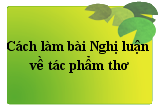 Cách làm bài Nghị luận
về tác phẩm thơ